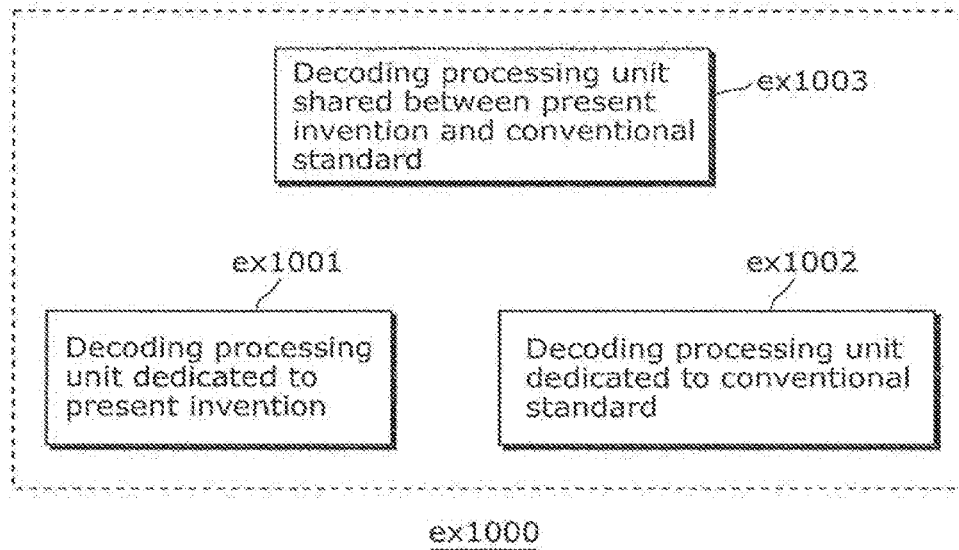 Decoding processing unit
shared between present
invention and conventional
standard
ex1003
ex1001
ex1002
Decoding processing
unit dedicated to
present invention
Decoding processing unit
dedicated to conventional
standard
ex1000